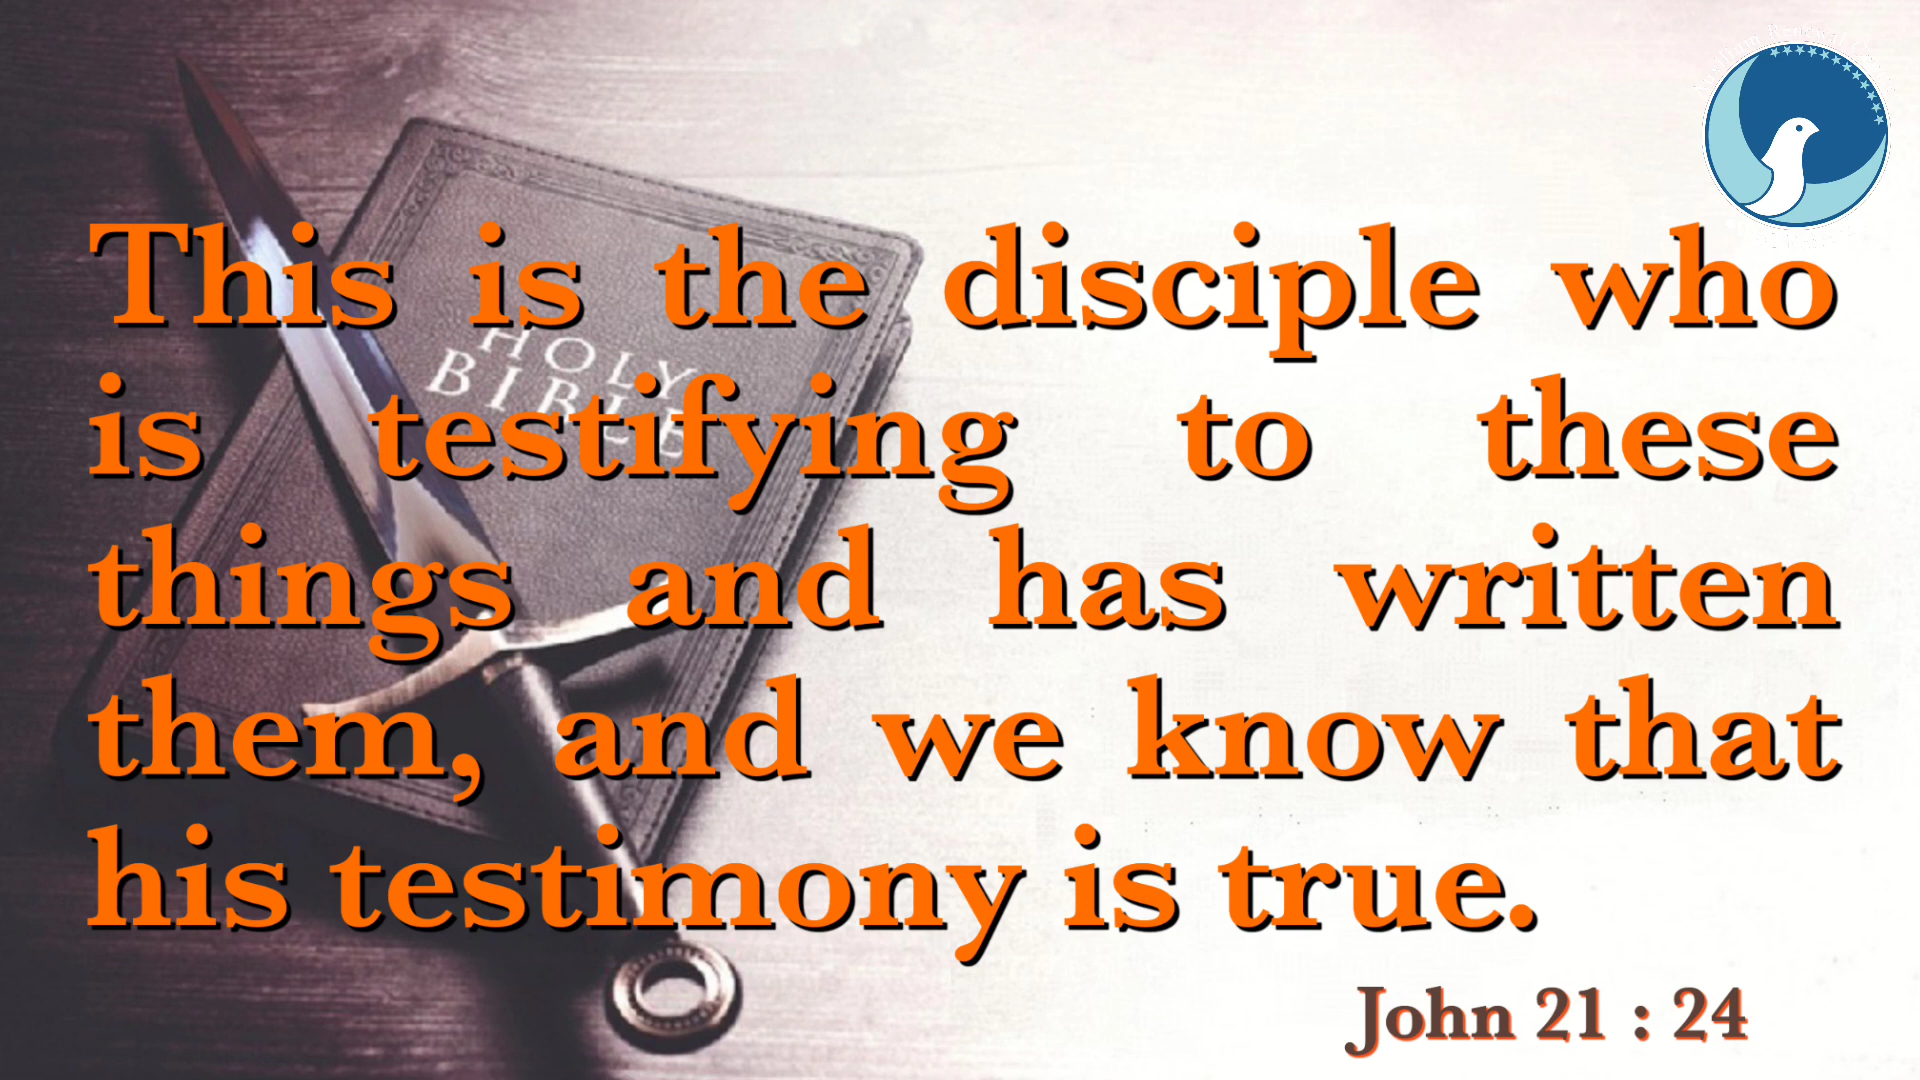 This is the disciple who
is testifying to these
things and has written
them, and we know that
his testimony is true.
John 21 : 24
HOLY
BIBLE